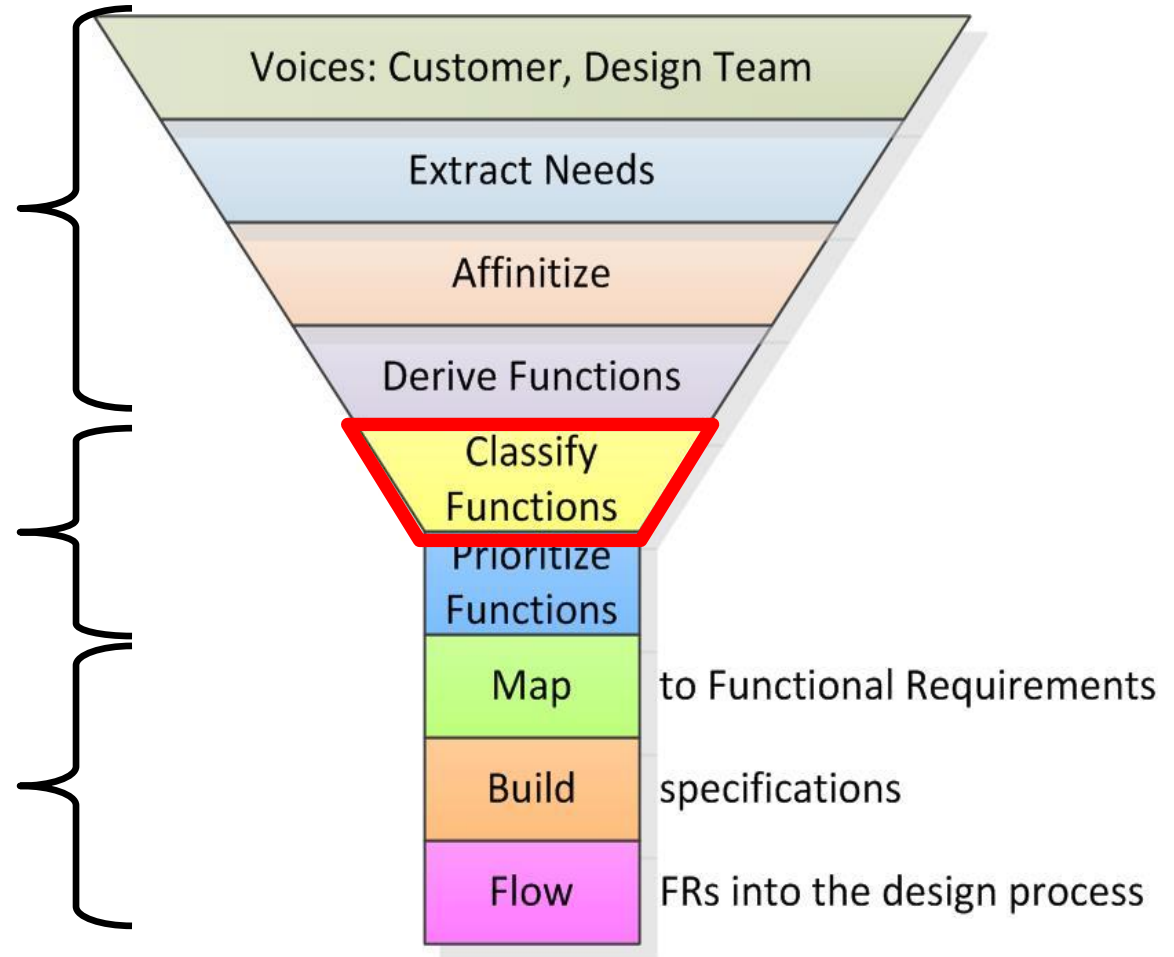 Voices: Customer, Design Team
Extract Needs
Affinitize
Derive Functions
Classify
Functions
Prioritize
Functions
Map to Functional Requirements
Build specifications
Flow FRs into the design process